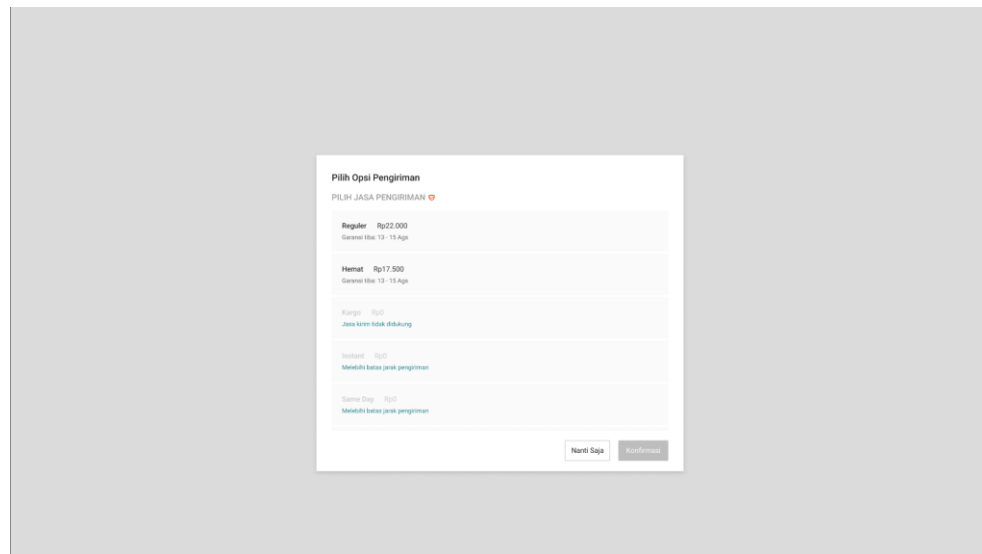 Pilih Opsi Pengiriman
PILIH JASA PENGIRIMAN
Reguler Rp22.000
Garansi tiba: 13 - 15 Ags
Hemat Rp17.500
Garansi tiba: 13 - 15 Ags
Kargo Rp0
Jasa kirim tidak didukung
Instant Rp0
Melebihi batas jarak pengiriman
Same Day Rp0
Melebihi batas jarak pengiriman
Nanti Saja Konfirmasi